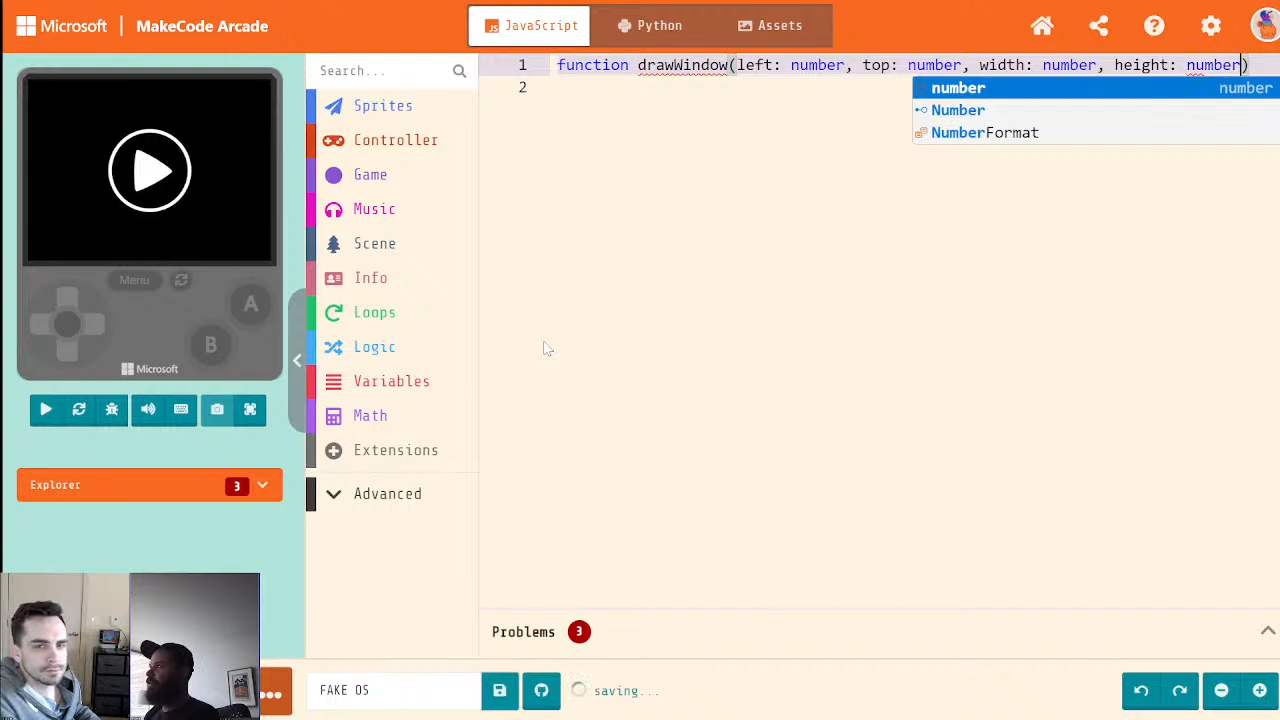 Microsoft | MakeCode Arcade
JavaScript
Python
Assets
Search...
Sprites
Controller
Game
Music
Scene
Info
Loops
Logic
Variables
Math
Extensions
Advanced
1 function drawWindow(left: number, top: number, width: number, height: number)
2
number number
Number
NumberFormat
Menu
A
B
Microsoft
Explorer 3
Problems 3
FAKE OS
saving...